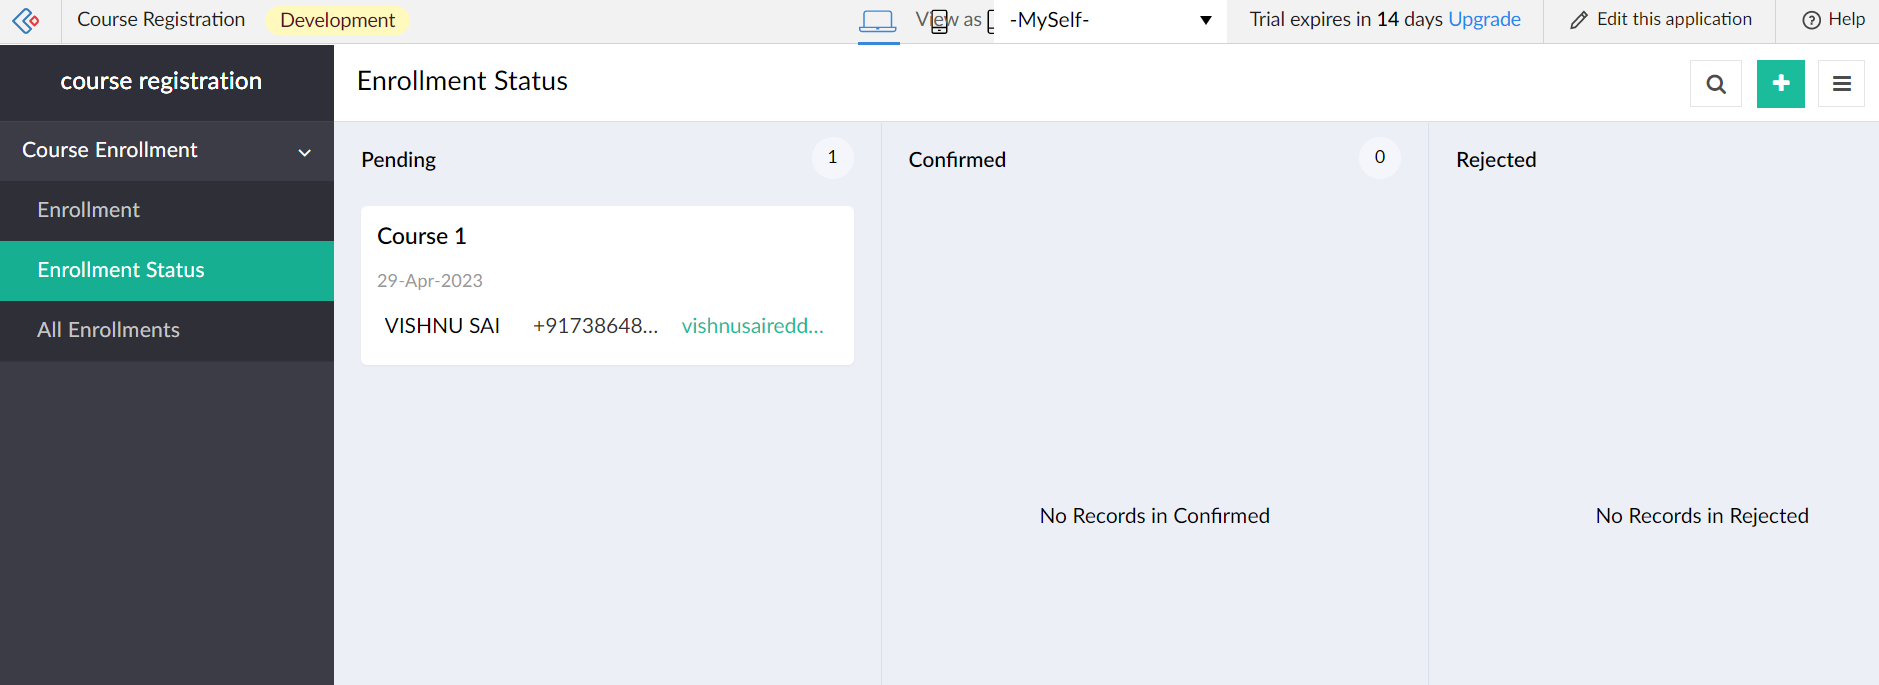 Course Registration Development View as -MySelf- Trial expires in 14 days Upgrade Edit this application Help
course registration
Enrollment Status
Course Enrollment
Enrollment
Enrollment Status
All Enrollments
Pending 1
Course 1
29-Apr-2023
VISHNU SAI +91738648... vishnusairedd...
Confirmed 0
No Records in Confirmed
Rejected
No Records in Rejected